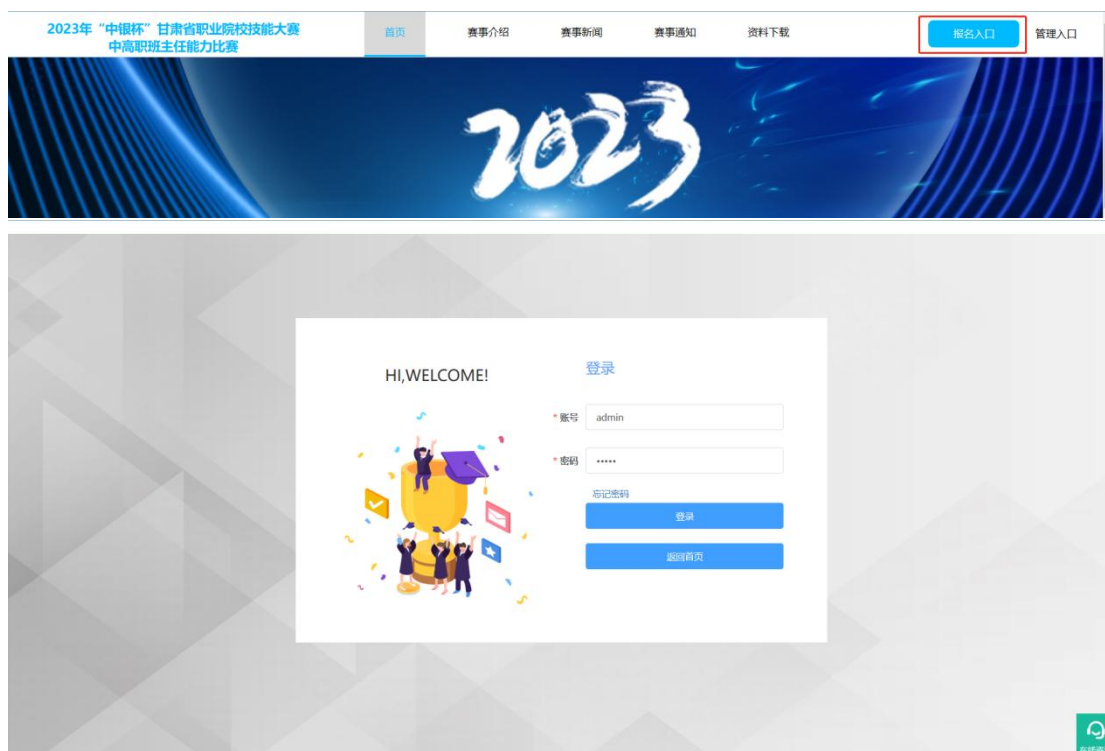 2023年“中银杯”甘肃省职业院校技能大赛
中高职班主任能力比赛
首页 赛事介绍 赛事新闻 赛事通知 资料下载 报名入口 管理入口
2023
HI,WELCOME!
登录
* 账号 admin
* 密码 •••••
忘记密码
登录
返回首页